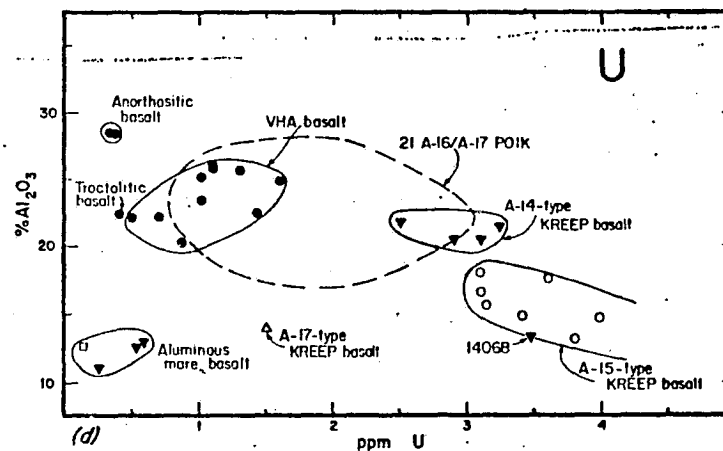 U
Anorthositic
basalt
VHA basalt
21 A-16/A-17 POIK
Troctolitic
basalt
A-14-type
KREEP basalt
A-17-type
KREEP basalt
Aluminous
mare basalt
14068
A-15-type
KREEP basalt
%Al₂O₃
30
20
10
1
2
3
4
(d)
ppm U